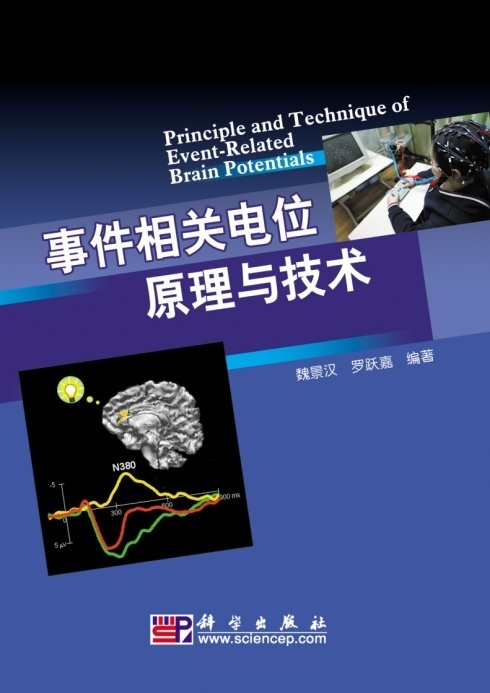 Principle and Technique of
Event-Related
Brain Potentials
事件相关电位
原理与技术
魏景汉 罗跃嘉 编著
N380
-5
0
300
600
900 ms
5 μV
科学出版社
www.sciencep.com